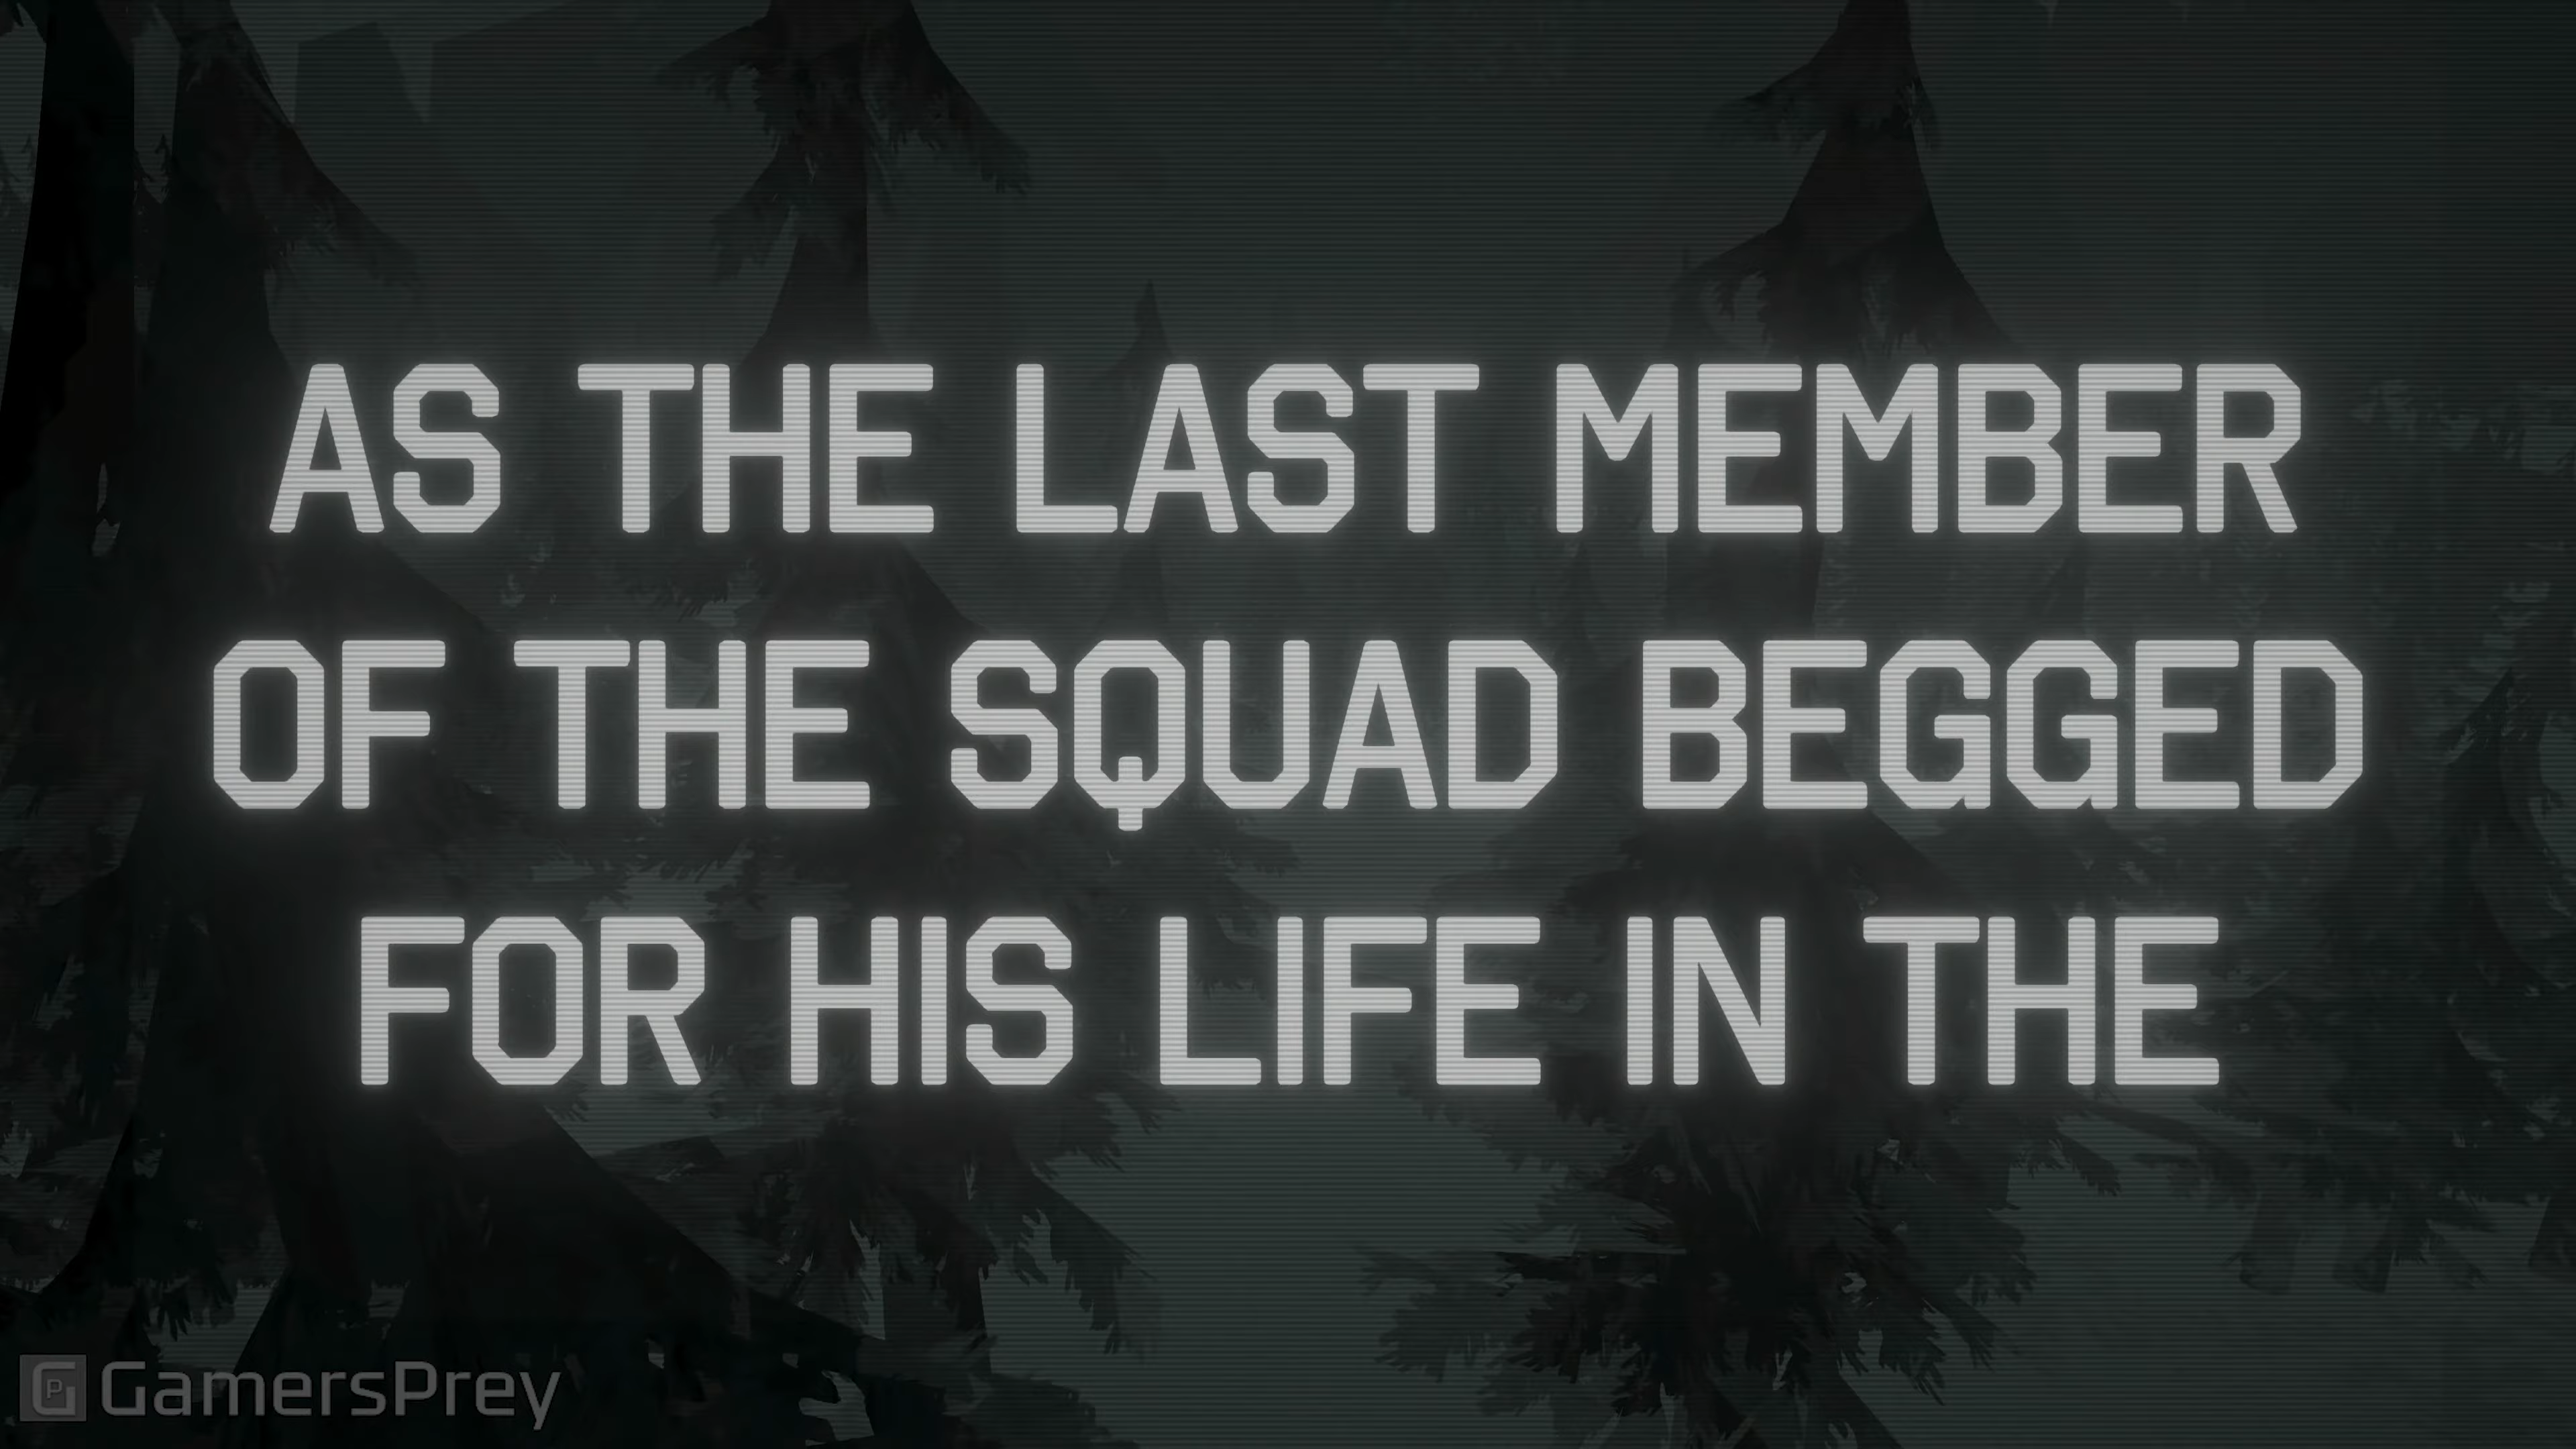 AS THE LAST MEMBER
OF THE SQUAD BEGGED
FOR HIS LIFE IN THE
GamersPrey